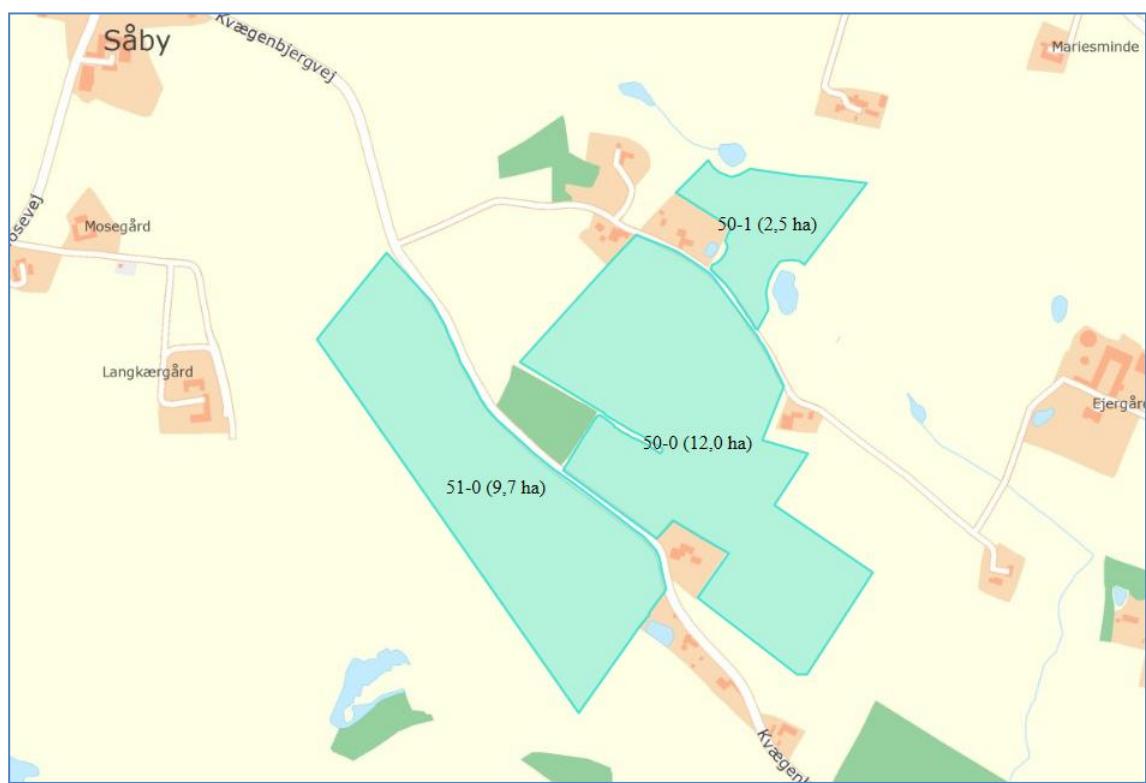 Såby
Kvægenbjergvej
Mariesminde
50-1 (2,5 ha)
Mosegård
osevej
Langkærgård
Ejergård
50-0 (12,0 ha)
51-0 (9,7 ha)
Kvægenb